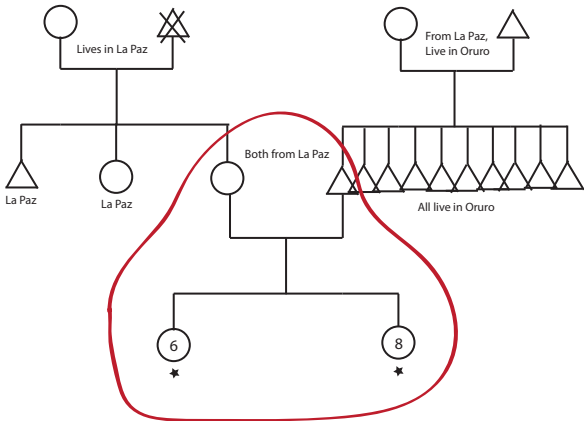 Lives in La Paz
From La Paz,
Live in Oruro
Both from La Paz
La Paz
La Paz
All live in Oruro
6
8